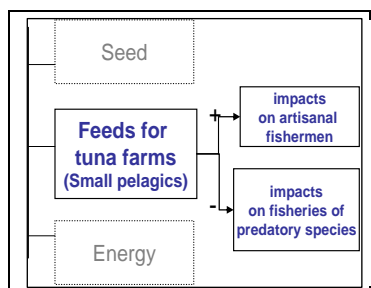 Seed
Feeds for
tuna farms
(Small pelagics)
Energy
+
impacts
on artisanal
fishermen
-
impacts
on fisheries of
predatory species